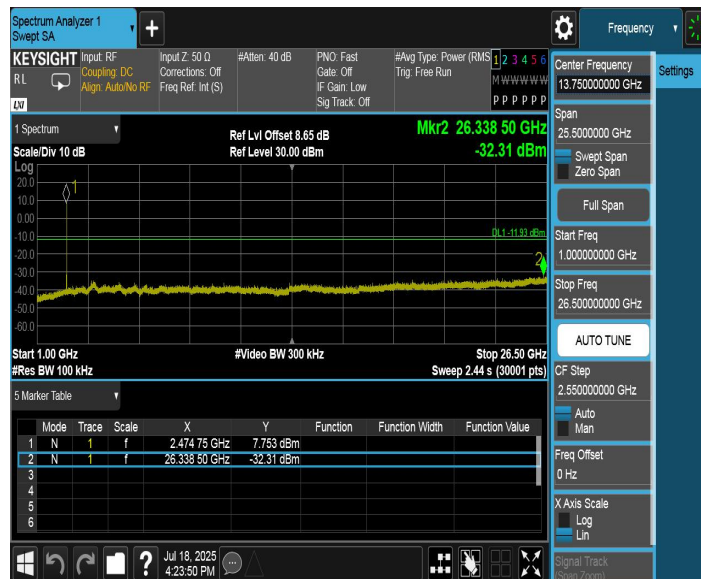 Spectrum Analyzer 1
Swept SA
+
Frequency
KEYSIGHT
RL
LXI
Input: RF
Coupling: DC
Align: Auto/No RF
Input Z: 50 Ω
Corrections: Off
Freq Ref: Int (S)
#Atten: 40 dB
PNO: Fast
Gate: Off
IF Gain: Low
Sig Track: Off
#Avg Type: Power (RMS
Trig: Free Run
1 2 3 4 5 6
M W W W W W
P P P P P P
Center Frequency
13.750000000 GHz
Settings
Span
25.5000000 GHz
Swept Span
Zero Span
Full Span
Start Freq
1.000000000 GHz
Stop Freq
26.500000000 GHz
AUTO TUNE
CF Step
2.550000000 GHz
Auto
Man
Freq Offset
0 Hz
X Axis Scale
Log
Lin
Signal Track
(Span Zoom)
1 Spectrum
Scale/Div 10 dB
Ref Lvl Offset 8.65 dB
Ref Level 30.00 dBm
Mkr2 26.338 50 GHz
-32.31 dBm
Log
20.0
10.0
0.00
-10.0
-20.0
-30.0
-40.0
-50.0
-60.0
1
DL1 -11.93 dBm
2
Start 1.00 GHz
#Res BW 100 kHz
#Video BW 300 kHz
Stop 26.50 GHz
Sweep 2.44 s (30001 pts)
5 Marker Table
Mode Trace Scale X Y Function Function Width Function Value
1 N 1 f 2.474 75 GHz 7.753 dBm
2 N 1 f 26.338 50 GHz -32.31 dBm
3
4
5
6
?
Jul 18, 2025
4:23:50 PM